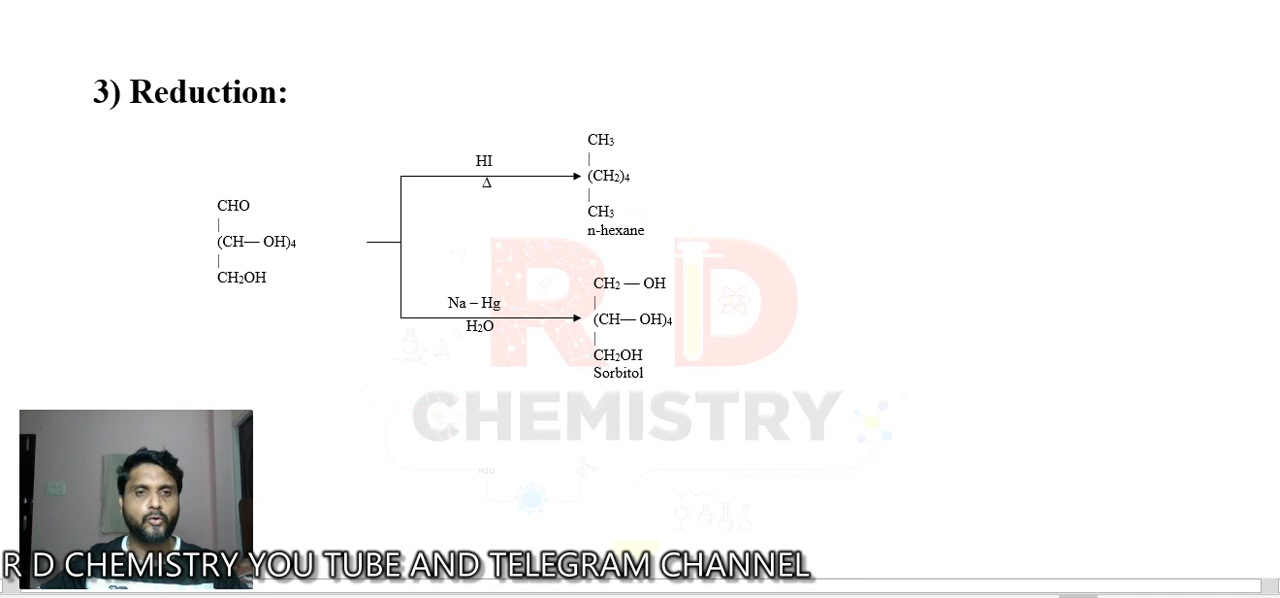 3) Reduction:
CH3
|
HI
(CH2)4
Δ
|
CH3
n-hexane
CHO
|
(CH— OH)4
|
CH2OH
CH2 — OH
|
Na – Hg
(CH— OH)4
H2O
|
CH2OH
Sorbitol
R D
CHEMISTRY
H2O
R D CHEMISTRY YOU TUBE AND TELEGRAM CHANNEL